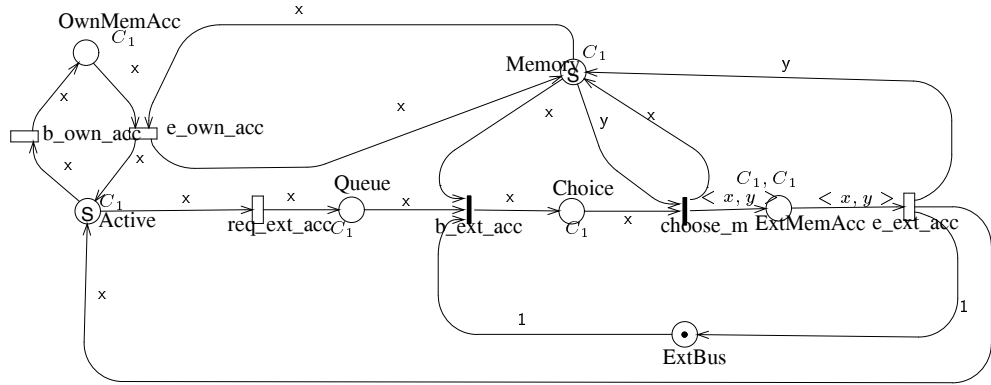 x
OwnMemAcc
C1
Memory
S
C1
x
y
x
x
x
y
x
b_own_acc
e_own_acc
x
x
Queue
Choice
C1, C1
S
C1
Active
x
req_ext_acc
x
C1
x
b_ext_acc
x
C1
x
choose_m
< x, y >
ExtMemAcc
< x, y >
e_ext_acc
x
1
1
ExtBus